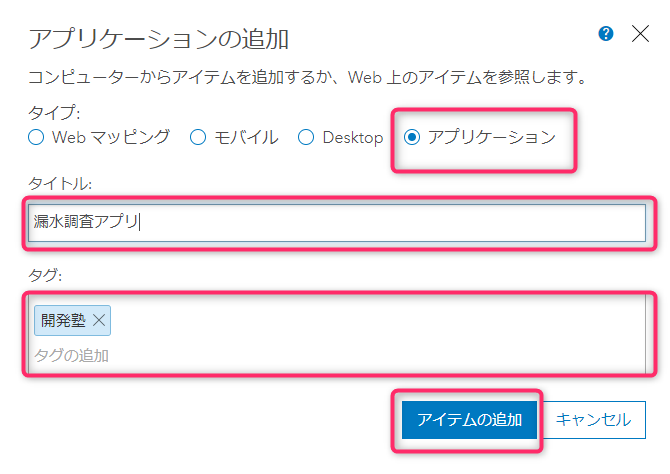 アプリケーションの追加
コンピューターからアイテムを追加するか、Web 上のアイテムを参照します。
タイプ:
Web マッピング モバイル Desktop アプリケーション
タイトル:
漏水調査アプリ
タグ:
開発塾
タグの追加
アイテムの追加 キャンセル